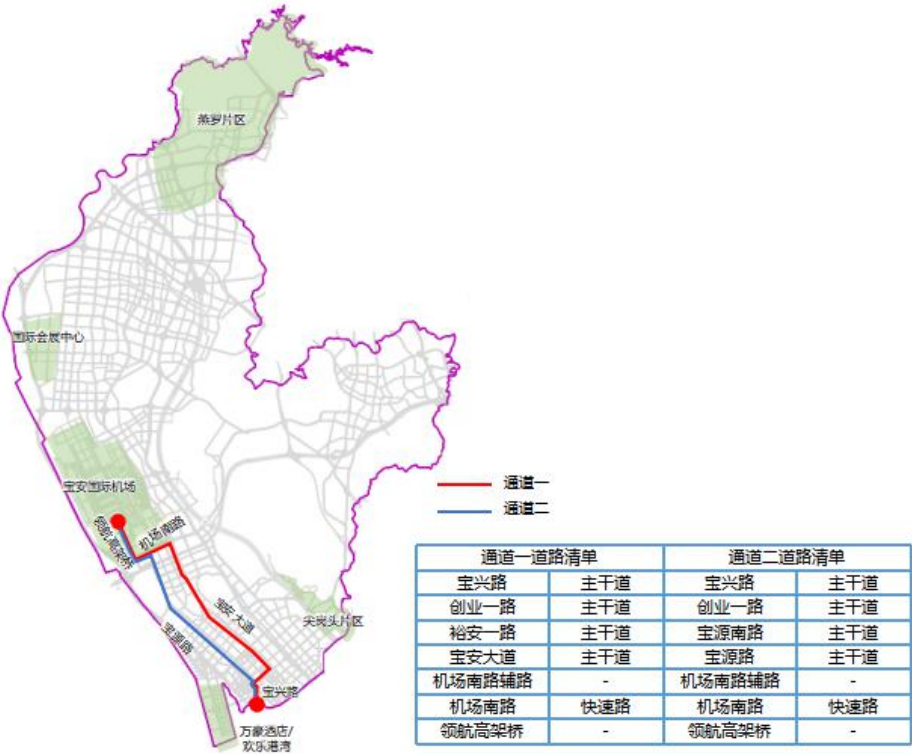 燕罗片区
国际会展中心
宝安国际机场
领航高架桥
机场南路
宝安大道
宝源路
尖岗头片区
宝兴路
万豪酒店/
欢乐港湾
通道一
通道二
通道一道路清单 通道二道路清单
宝兴路 主干道 宝兴路 主干道
创业一路 主干道 创业一路 主干道
裕安一路 主干道 宝源南路 主干道
宝安大道 主干道 宝源路 主干道
机场南路辅路 - 机场南路辅路 -
机场南路 快速路 机场南路 快速路
领航高架桥 - 领航高架桥 -